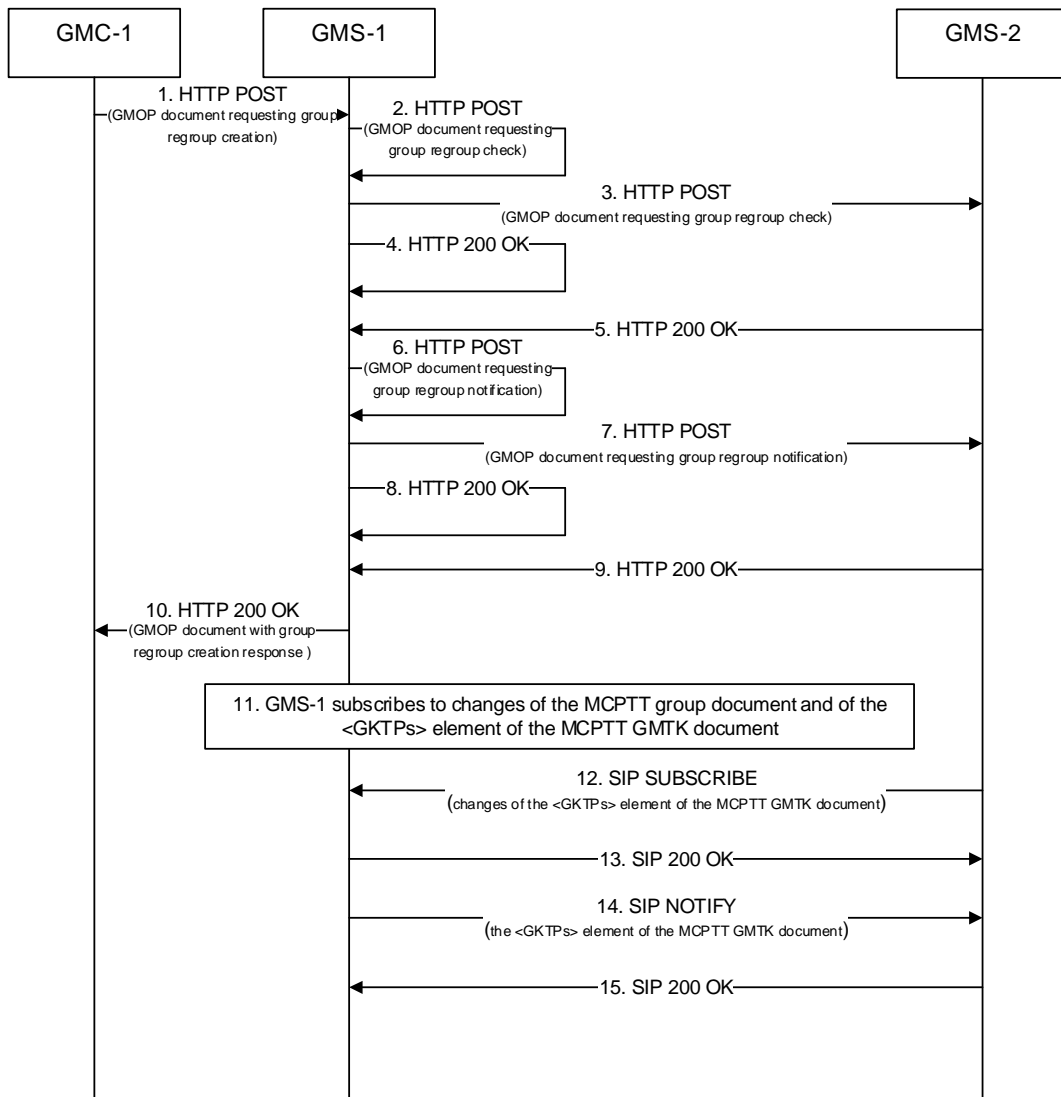 GMC-1
GMS-1
GMS-2
1. HTTP POST
(GMOP document requesting group
regroup creation)
2. HTTP POST
(GMOP document requesting
group regroup check)
3. HTTP POST
(GMOP document requesting group regroup check)
4. HTTP 200 OK
5. HTTP 200 OK
6. HTTP POST
(GMOP document requesting
group regroup notification)
7. HTTP POST
(GMOP document requesting group regroup notification)
8. HTTP 200 OK
9. HTTP 200 OK
10. HTTP 200 OK
(GMOP document with group
regroup creation response )
11. GMS-1 subscribes to changes of the MCPTT group document and of the
<GKTPs> element of the MCPTT GMTK document
12. SIP SUBSCRIBE
(changes of the <GKTPs> element of the MCPTT GMTK document)
13. SIP 200 OK
14. SIP NOTIFY
(the <GKTPs> element of the MCPTT GMTK document)
15. SIP 200 OK